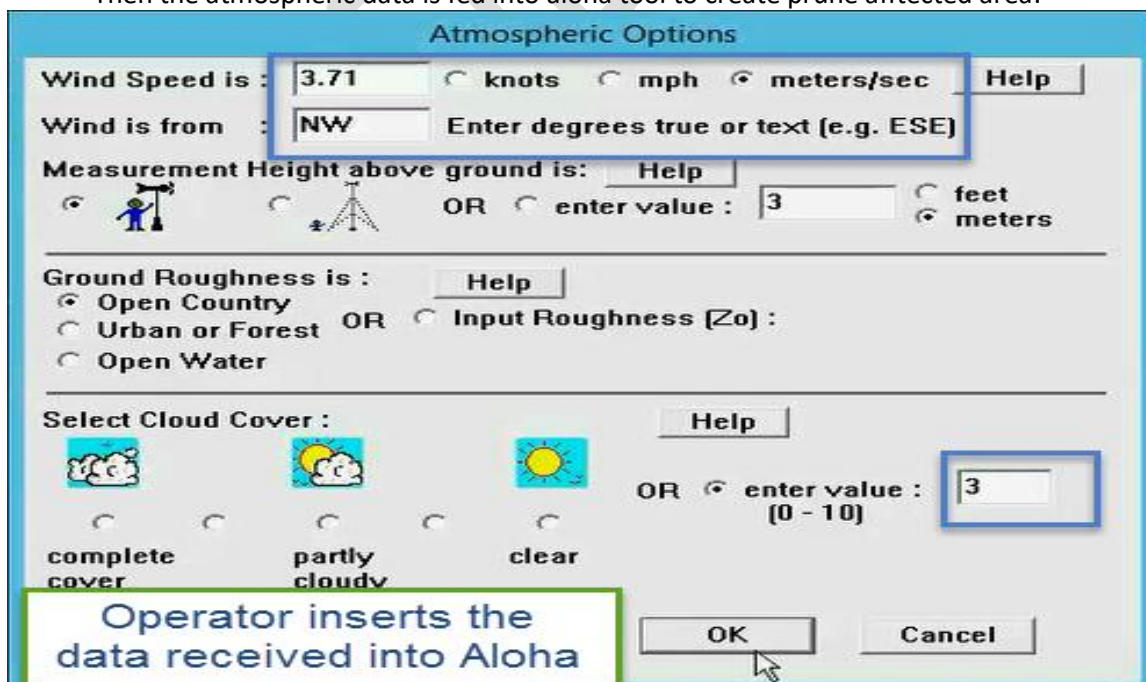 Then the atmospheric data is fed into aloha tool to create prune affected area.
Atmospheric Options
Wind Speed is : 3.71 knots mph meters/sec Help
Wind is from : NW Enter degrees true or text (e.g. ESE)
Measurement Height above ground is: Help
OR enter value : 3 feet
meters
Ground Roughness is : Help
Open Country
Urban or Forest OR Input Roughness (Zo) :
Open Water
Select Cloud Cover : Help
OR enter value : 3
(0 - 10)
complete partly clear
cover cloudy
Operator inserts the
data received into Aloha
OK Cancel